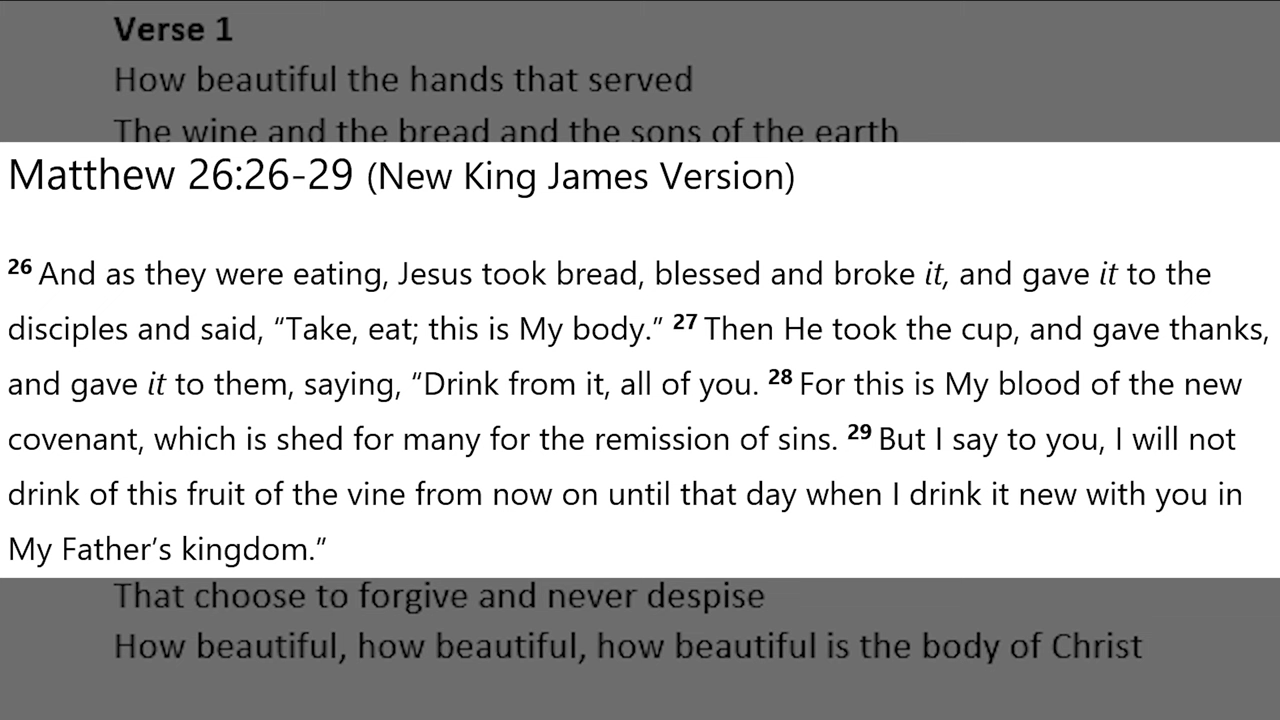 Verse 1
How beautiful the hands that served
The wine and the bread and the sons of the earth
Matthew 26:26-29 (New King James Version)
26 And as they were eating, Jesus took bread, blessed and broke it, and gave it to the
disciples and said, “Take, eat; this is My body.” 27 Then He took the cup, and gave thanks,
and gave it to them, saying, “Drink from it, all of you. 28 For this is My blood of the new
covenant, which is shed for many for the remission of sins. 29 But I say to you, I will not
drink of this fruit of the vine from now on until that day when I drink it new with you in
My Father’s kingdom.”
That choose to forgive and never despise
How beautiful, how beautiful, how beautiful is the body of Christ